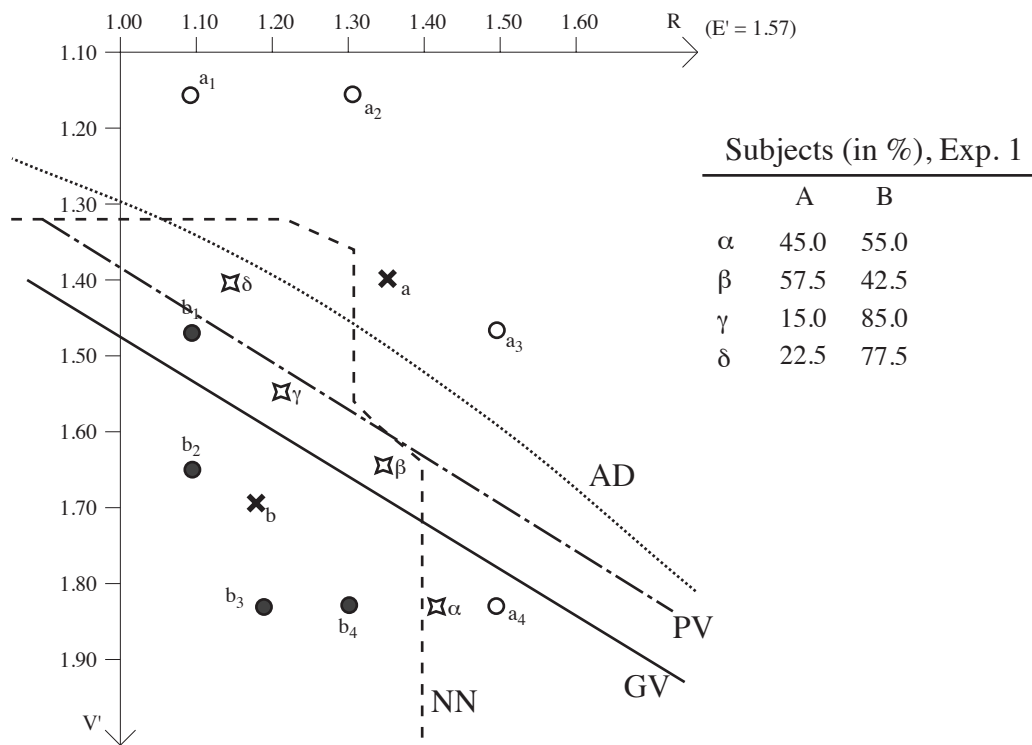 1.00 1.10 1.20 1.30 1.40 1.50 1.60 R (E' = 1.57)
1.10
a1
a2
1.20
Subjects (in %), Exp. 1
A B
1.30
α 45.0 55.0
β 57.5 42.5
γ 15.0 85.0
δ 22.5 77.5
1.40
δ
a
b1
a3
1.50
γ
1.60
b2
β
AD
1.70
b
1.80
b3
b4
α
a4
PV
1.90
GV
NN
V'